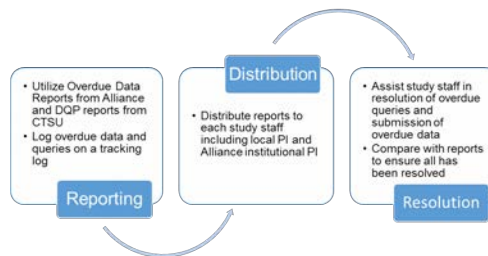 • Utilize Overdue Data
Reports from Alliance
and DQP reports from
CTSU
• Log overdue data and
queries on a tracking
log
Reporting
Distribution
• Distribute reports to
each study staff
including local PI and
Alliance institutional PI
• Assist study staff in
resolution of overdue
queries and
submission of
overdue data
• Compare with reports
to ensure all has
been resolved
Resolution